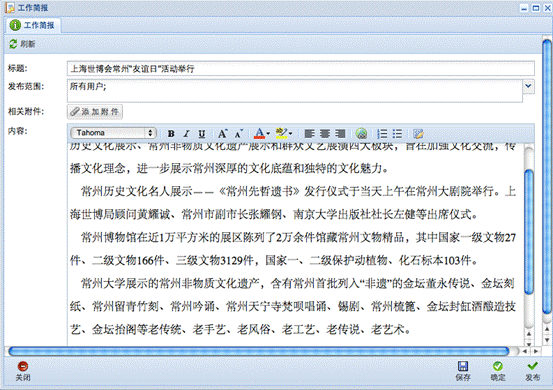 工作简报
工作简报
刷新
标题:
上海世博会常州"友谊日"活动举行
发布范围:
所有用户;
相关附件:
添加附件
内容:
Tahoma
B I U A A A ab
历史文化展示、常州非物质文化遗产展示和群众文艺展演四大板块，旨在加强文化交流，传
播文化理念，进一步展示常州深厚的文化底蕴和独特的文化魅力。
常州历史文化名人展示——《常州先哲遗书》发行仪式于当天上午在常州大剧院举行。上
海世博局顾问黄耀诚、常州市副市长张耀钢、南京大学出版社社长左健等出席仪式。
常州博物馆在近1万平方米的展区陈列了2万余件馆藏常州文物精品，其中国家一级文物27
件、二级文物166件、三级文物3129件，国家一、二级保护动植物、化石标本103件。
常州大学展示的常州非物质文化遗产，含有常州首批列入“非遗”的金坛董永传说、金坛刻
纸、常州留青竹刻、常州吟诵、常州天宁寺梵呗唱诵、锡剧、常州梳篦、金坛封缸酒酿造技
艺、金坛抬阁等老传统、老手艺、老风俗、老工艺、老传说、老艺术。
关闭
保存
确定
发布